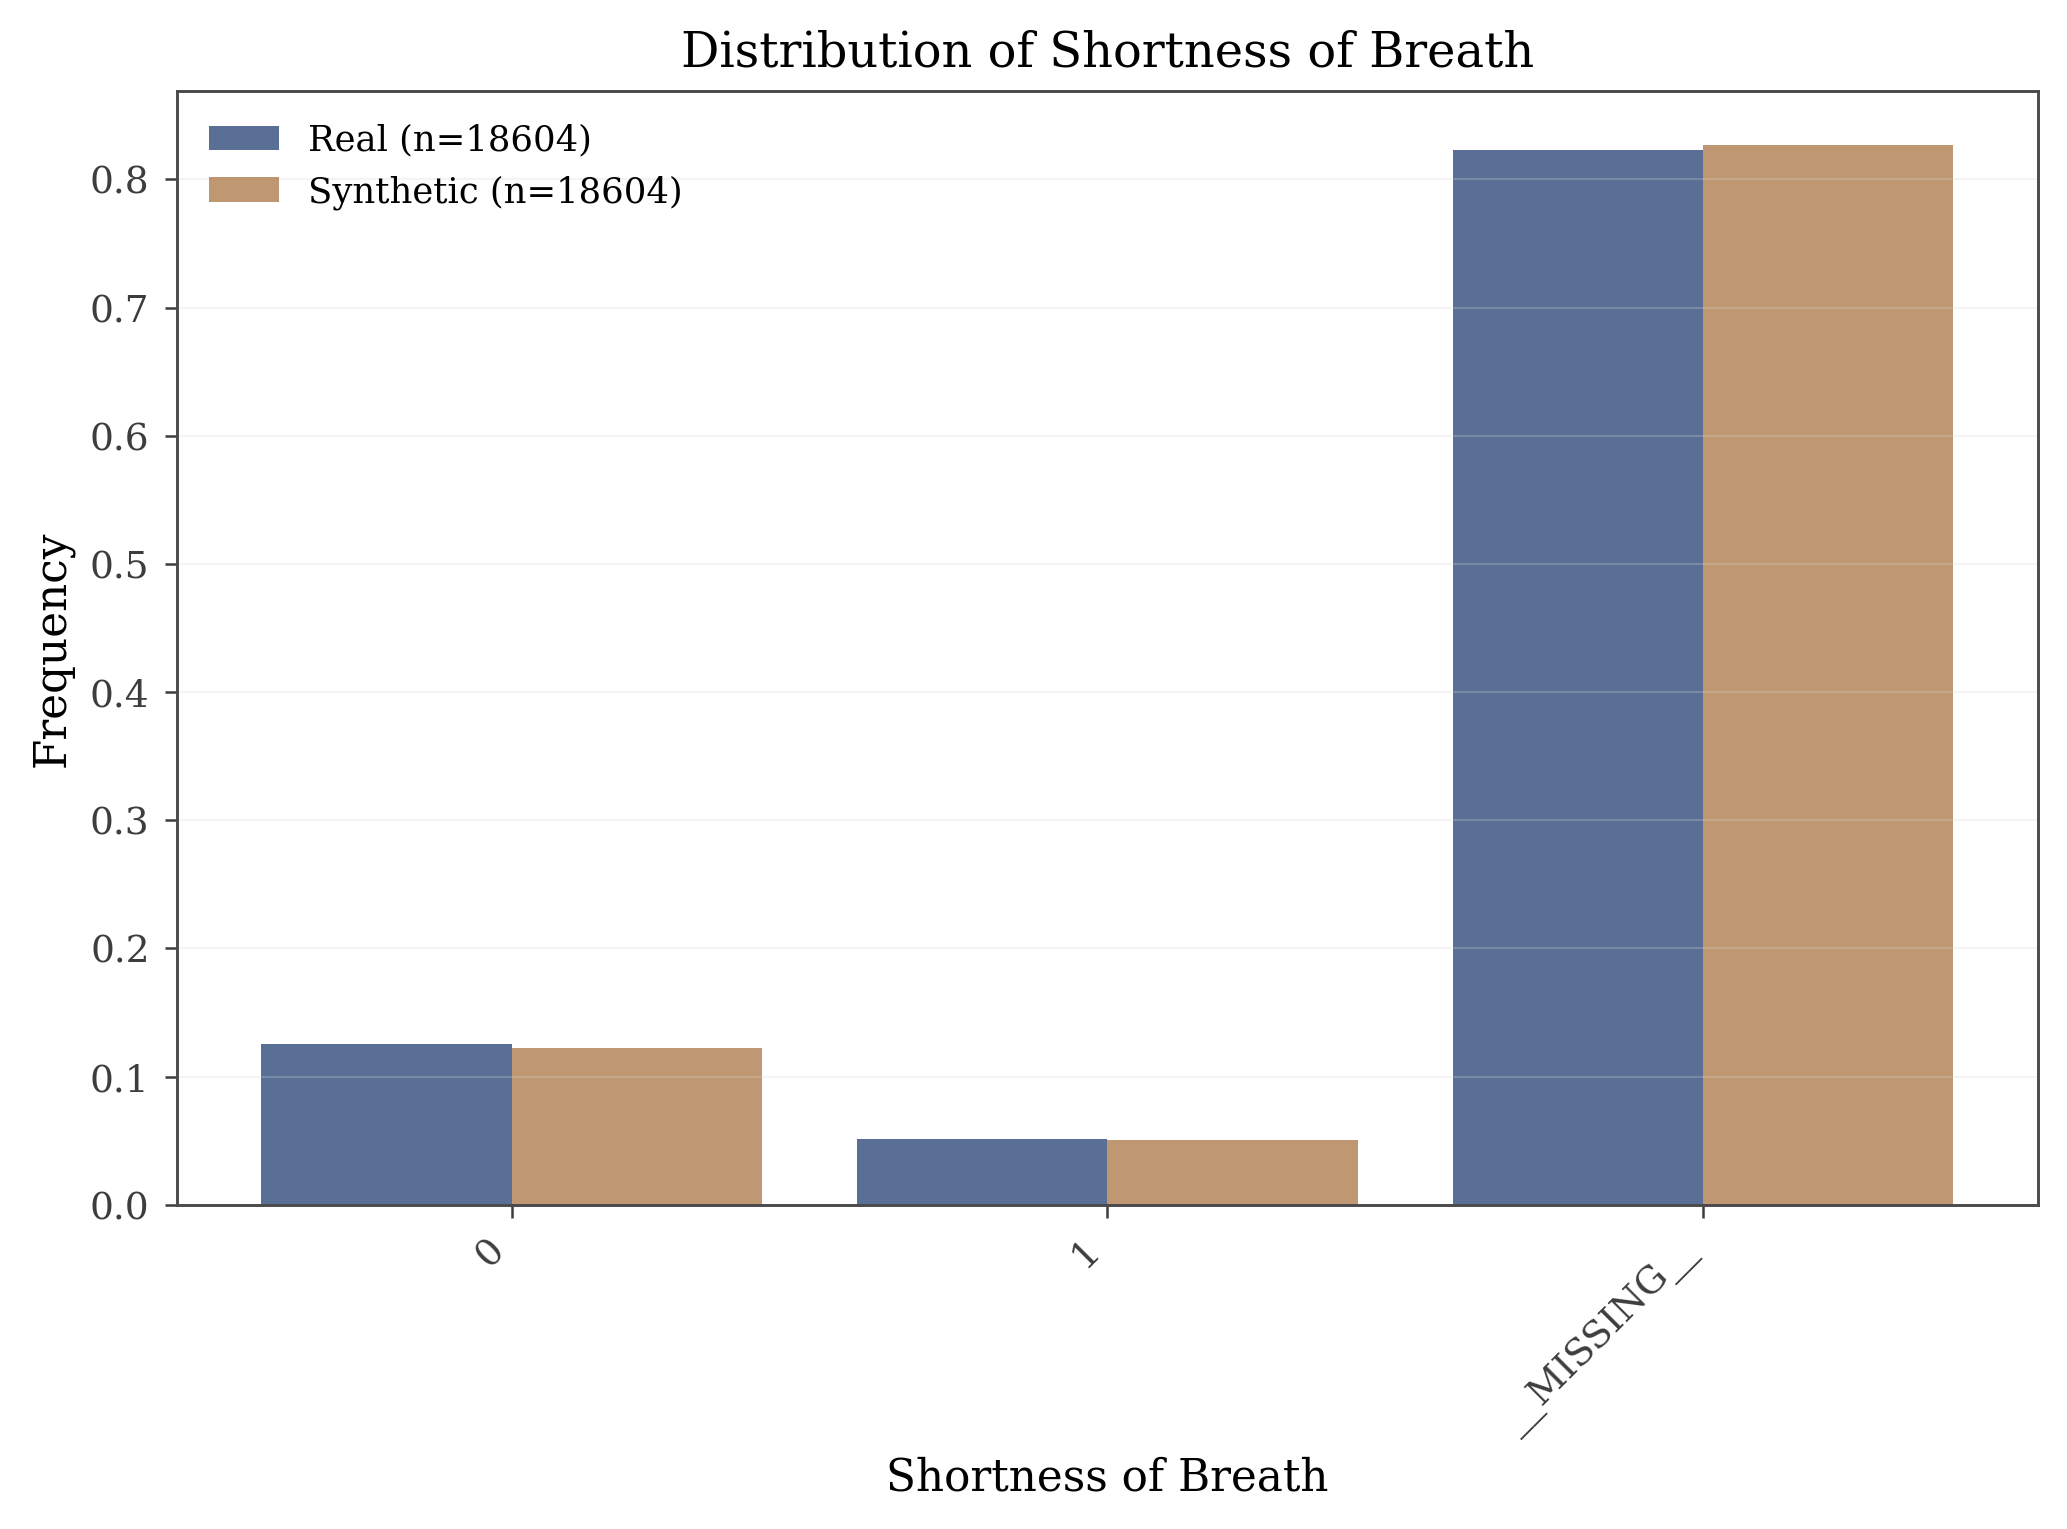 Distribution of Shortness of Breath
Real (n=18604)
Synthetic (n=18604)
Frequency
0.8
0.7
0.6
0.5
0.4
0.3
0.2
0.1
0.0
0
1
__MISSING__
Shortness of Breath